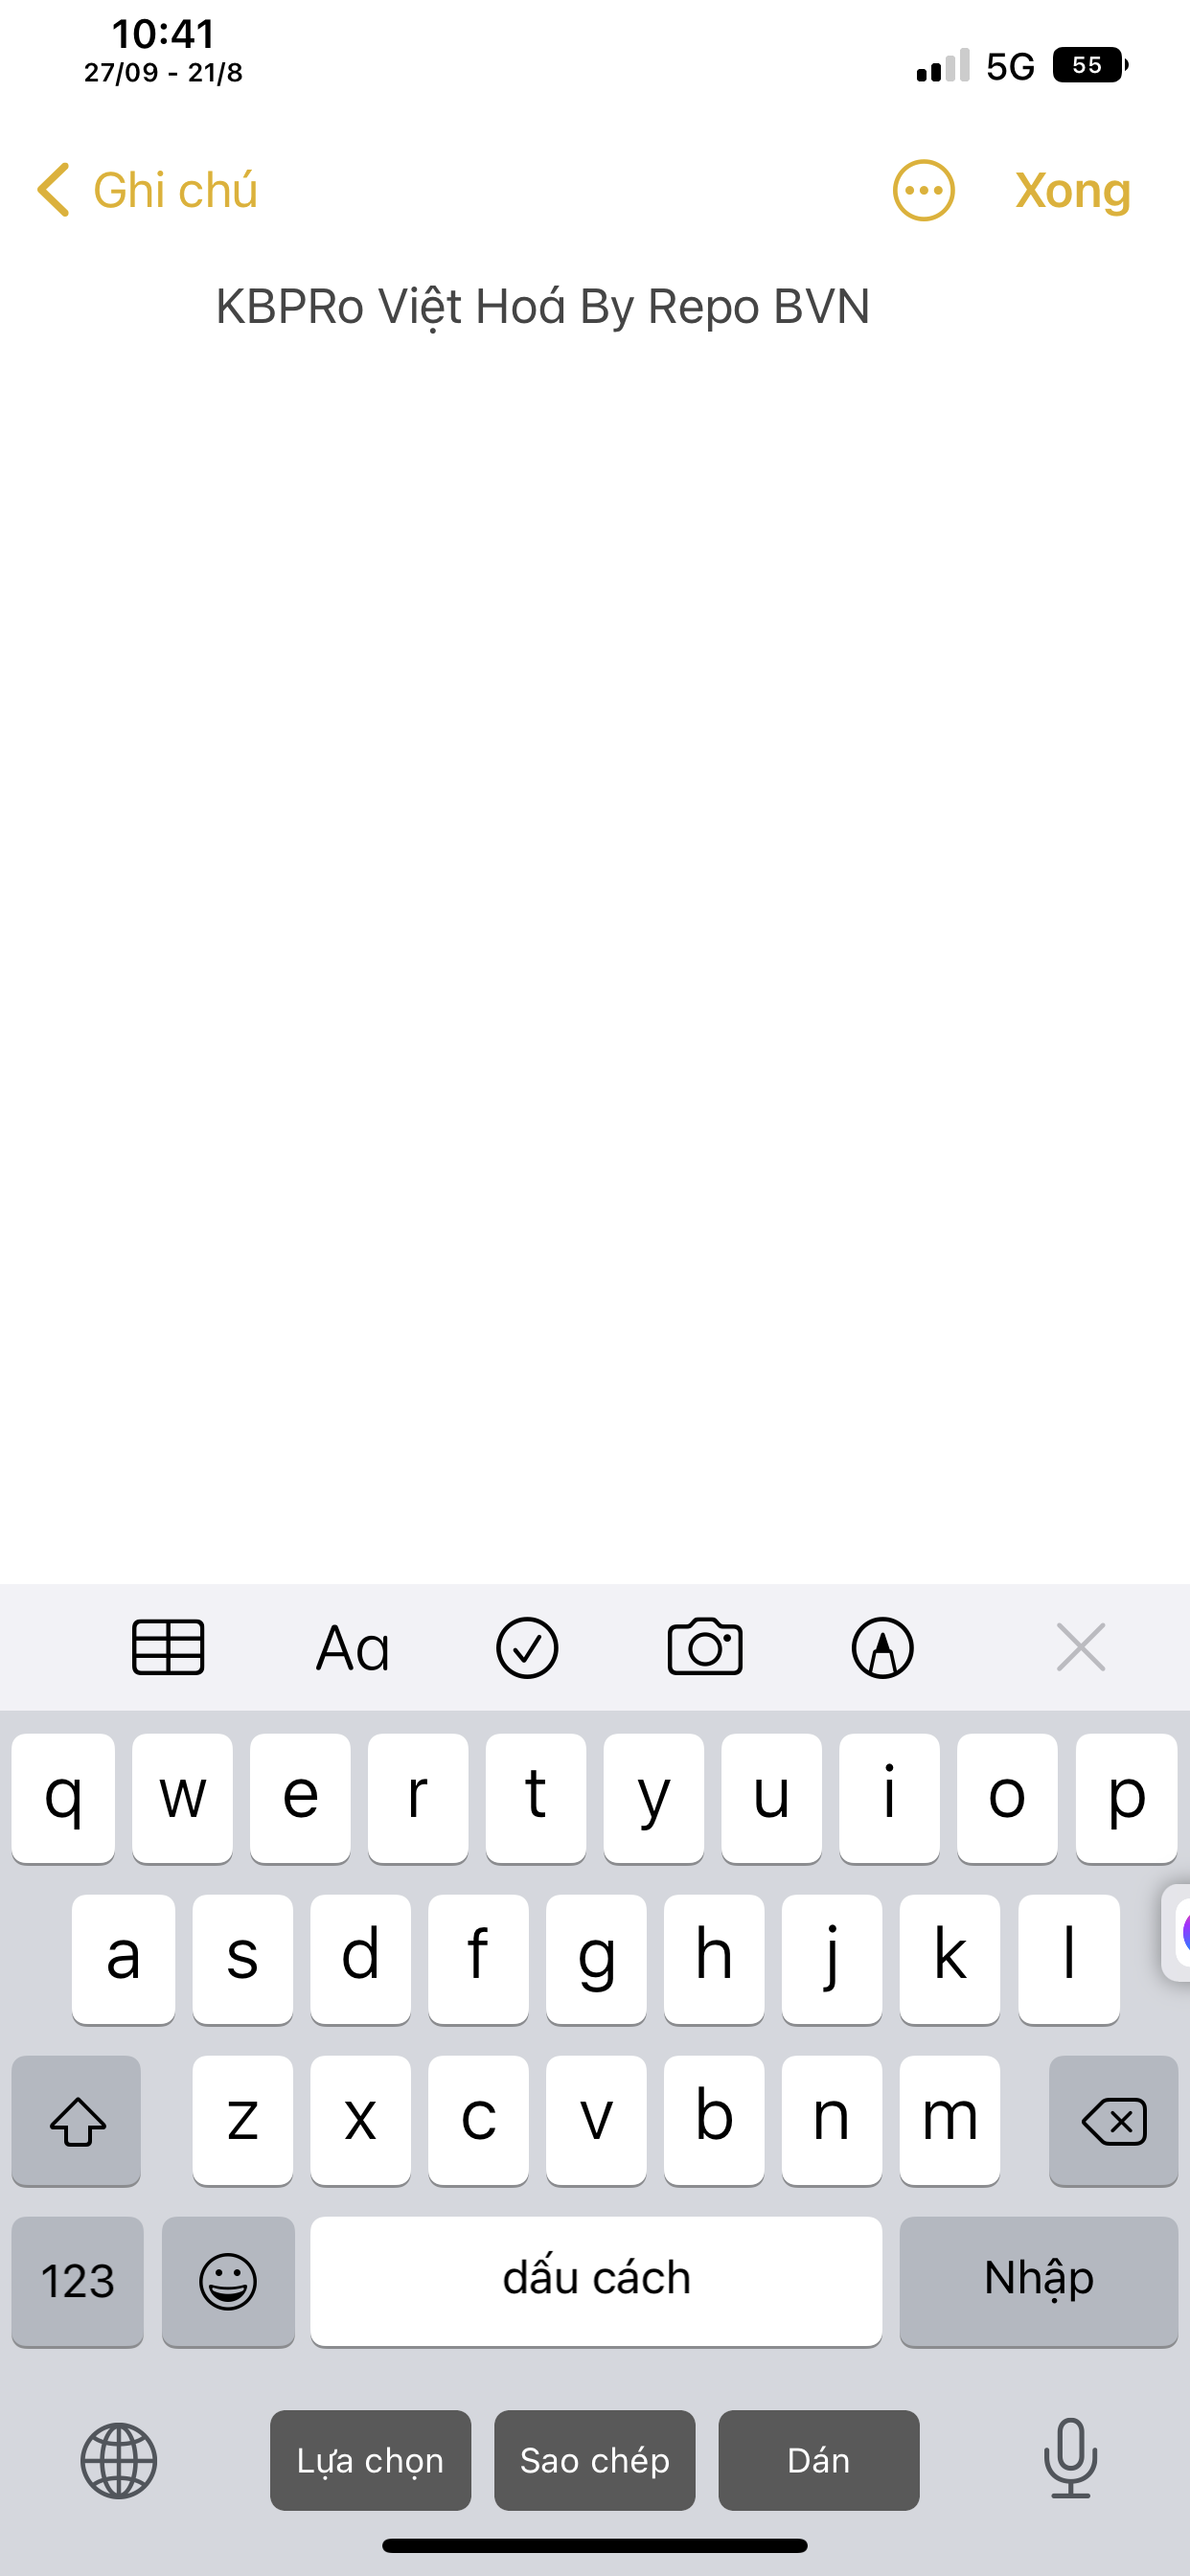 10:41
27/09 - 21/8
5G
55
Ghi chú
Xong
KBPRo Việt Hoá By Repo BVN
Aa
q w e r t y u i o p
a s d f g h j k l
z x c v b n m
123
dấu cách
Nhập
Lựa chọn
Sao chép
Dán